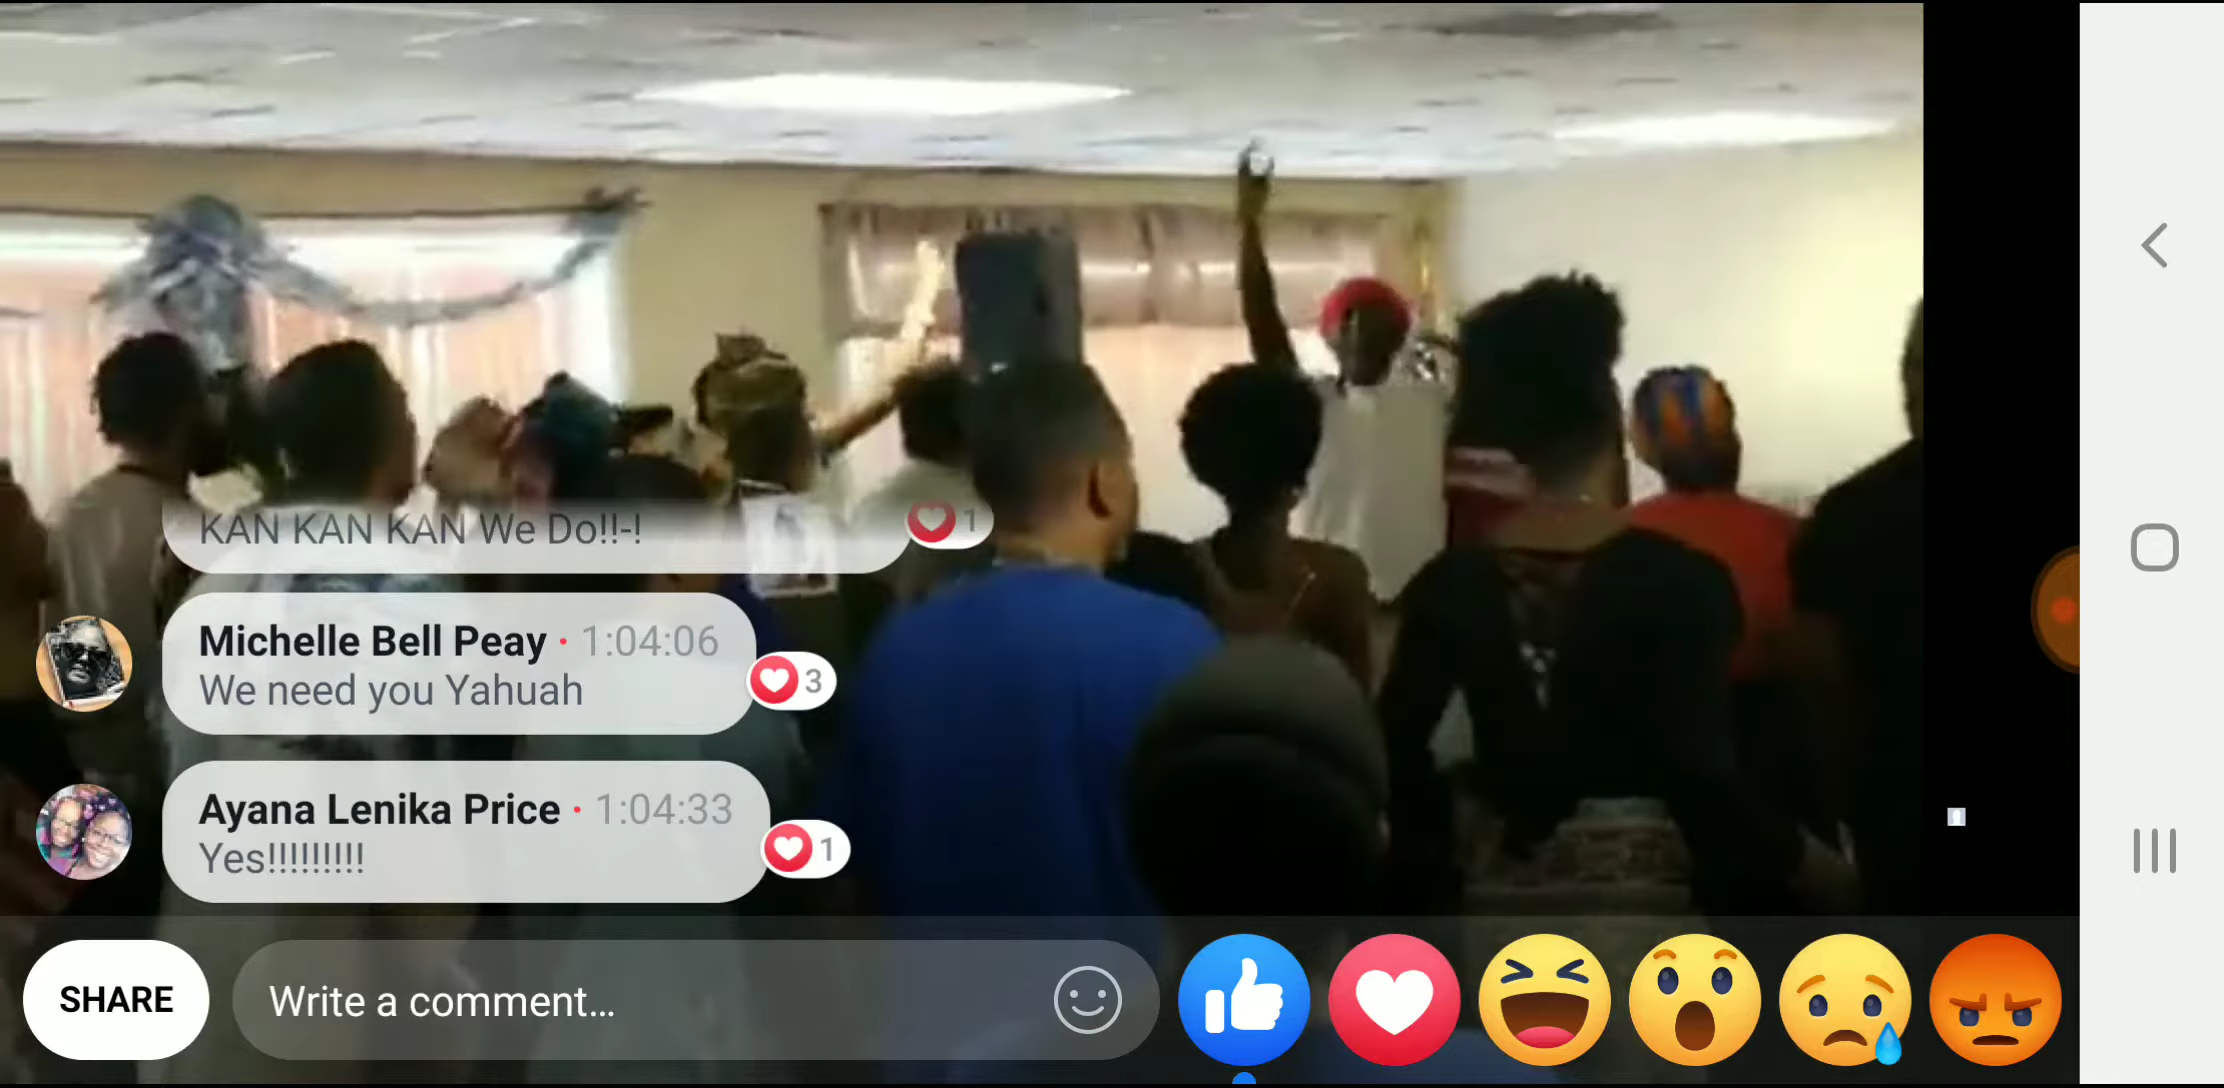 KAN KAN KAN We Do!!-!
1
Michelle Bell Peay · 1:04:06
We need you Yahuah
3
Ayana Lenika Price · 1:04:33
Yes!!!!!!!!!
1
SHARE
Write a comment...